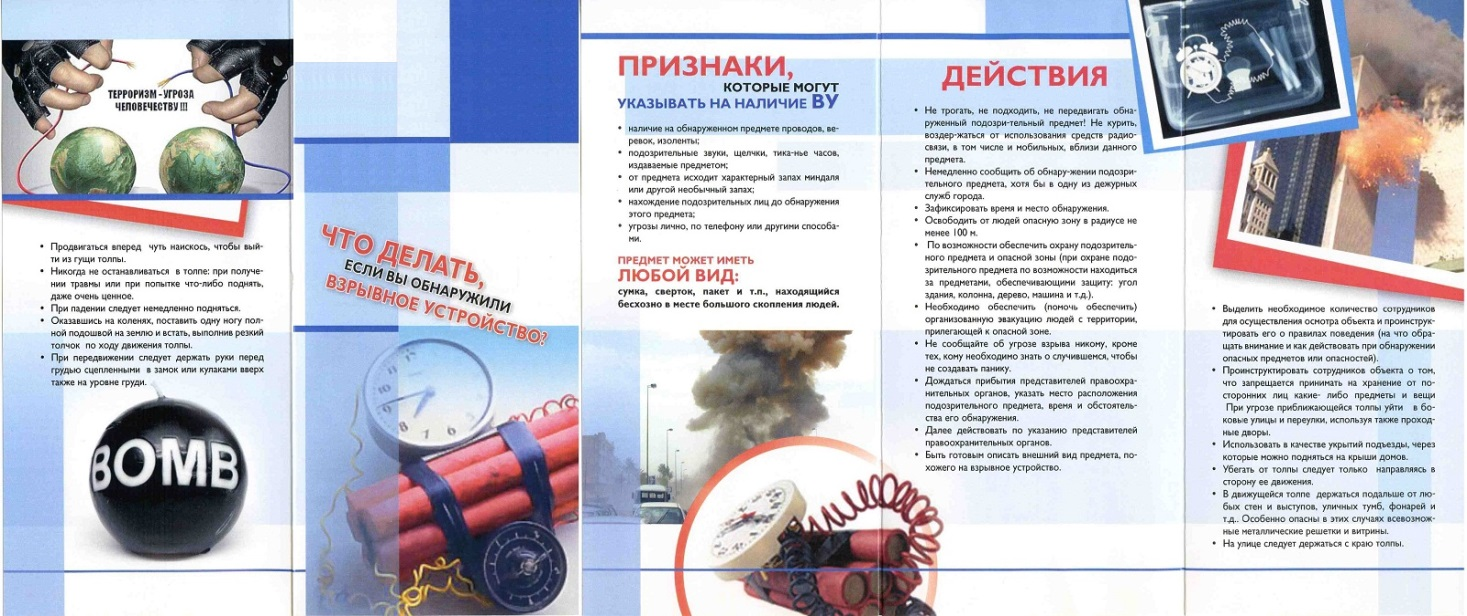 ТЕРРОРИЗМ - УГРОЗА
ЧЕЛОВЕЧЕСТВУ !!!
• Продвигаться вперед чуть наискось, чтобы вый-
ти из гущи толпы.
• Никогда не останавливаться в толпе: при получе-
нии травмы или при попытке что-либо поднять,
даже очень ценное.
• При падении следует немедленно подняться.
• Оказавшись на коленях, поставить одну ногу пол-
ной подошвой на землю и встать, выполнив резкий
толчок по ходу движения толпы.
• При передвижении следует держать руки перед
грудью сцепленными в замок или кулаками вверх
также на уровне груди.
BOMB
ЧТО ДЕЛАТЬ,
ЕСЛИ ВЫ ОБНАРУЖИЛИ
ВЗРЫВНОЕ УСТРОЙСТВО?
ПРИЗНАКИ,
КОТОРЫЕ МОГУТ
УКАЗЫВАТЬ НА НАЛИЧИЕ ВУ
• наличие на обнаруженном предмете проводов, ве-
ревок, изоленты;
• подозрительные звуки, щелчки, тика-нье часов,
издаваемые предметом;
• от предмета исходит характерный запах миндаля
или другой необычный запах;
• нахождение подозрительных лиц до обнаружения
этого предмета;
• угрозы лично, по телефону или другими способа-
ми.
ПРЕДМЕТ МОЖЕТ ИМЕТЬ
ЛЮБОЙ ВИД:
сумка, сверток, пакет и т.п., находящийся
бесхозно в месте большого скопления людей.
ДЕЙСТВИЯ
• Не трогать, не подходить, не передвигать обна-
руженный подозри-тельный предмет! Не курить,
воздер-жаться от использования средств радио-
связи, в том числе и мобильных, вблизи данного
предмета.
• Немедленно сообщить об обнару-жении подозри-
тельного предмета, хотя бы в одну из дежурных
служб города.
• Зафиксировать время и место обнаружения.
• Освободить от людей опасную зону в радиусе не
менее 100 м.
• По возможности обеспечить охрану подозритель-
ного предмета и опасной зоны (при охране подо-
зрительного предмета по возможности находиться
за предметами, обеспечивающими защиту: угол
здания, колонна, дерево, машина и т.д.).
• Необходимо обеспечить (помочь обеспечить)
организованную эвакуцию людей с территории,
прилегающей к опасной зоне.
• Не сообщайте об угрозе взрыва никому, кроме
тех, кому необходимо знать о случившемся, чтобы
не создавать панику.
• Дождаться прибытия представителей правоохра-
нительных органов, указать место расположения
подозрительного предмета, время и обстоятель-
ства его обнаружения.
• Далее действовать по указанию представителей
правоохранительных органов.
• Быть готовым описать внешний вид предмета, по-
хожего на взрывное устройство.
• Выделить необходимое количество сотрудников
для осуществления осмотра объекта и проинструк-
тировать его о правилах поведения (на что обра-
щать внимание и как действовать при обнаружении
опасных предметов или опасностей).
• Проинструктировать сотрудников объекта о том,
что запрещается принимать на хранение от по-
сторонних лиц какие- либо предметы и вещи
При угрозе приближающейся толпы уйти в бо-
ковые улицы и переулки, используя также проход-
ные дворы.
• Использовать в качестве укрытий подъезды, через
которые можно подняться на крыши домов.
• Убегать от толпы следует только направляясь в
сторону ее движения.
• В движущейся толпе держаться подальше от лю-
бых стен и выступов, уличных тумб, фонарей и
т.д.. Особенно опасны в этих случаях всевозмож-
ные металлические решетки и витрины.
• На улице следует держаться с краю толпы.